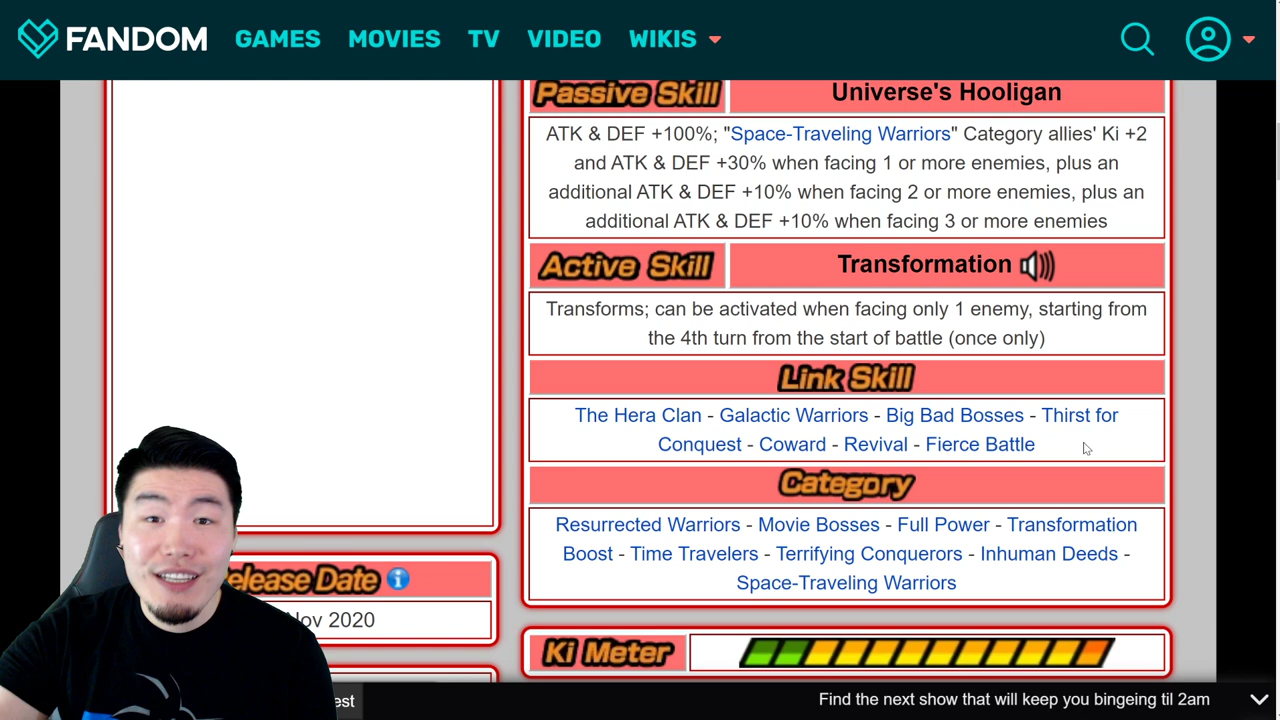 FANDOM GAMES MOVIES TV VIDEO WIKIS
Passive Skill
Universe's Hooligan
ATK & DEF +100%; "Space-Traveling Warriors" Category allies' Ki +2
and ATK & DEF +30% when facing 1 or more enemies, plus an
additional ATK & DEF +10% when facing 2 or more enemies, plus an
additional ATK & DEF +10% when facing 3 or more enemies
Active Skill
Transformation
Transforms; can be activated when facing only 1 enemy, starting from
the 4th turn from the start of battle (once only)
Link Skill
The Hera Clan - Galactic Warriors - Big Bad Bosses - Thirst for
Conquest - Coward - Revival - Fierce Battle
Category
Resurrected Warriors - Movie Bosses - Full Power - Transformation
Boost - Time Travelers - Terrifying Conquerors - Inhuman Deeds -
Space-Traveling Warriors
elease Date
Nov 2020
Ki Meter
est
Find the next show that will keep you bingeing til 2am